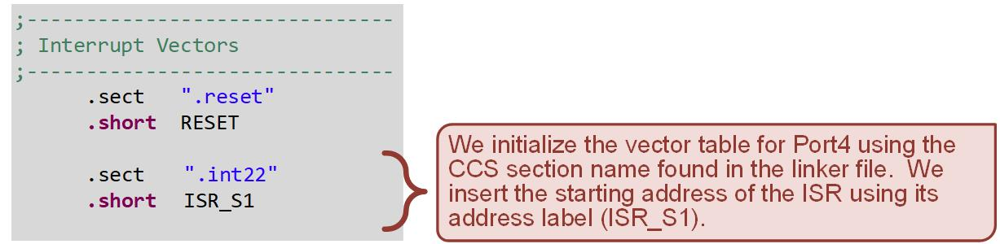 ;------------------------------
; Interrupt Vectors
;------------------------------
.sect ".reset"
.short RESET
.sect ".int22"
.short ISR_S1
We initialize the vector table for Port4 using the
CCS section name found in the linker file. We
insert the starting address of the ISR using its
address label (ISR_S1).